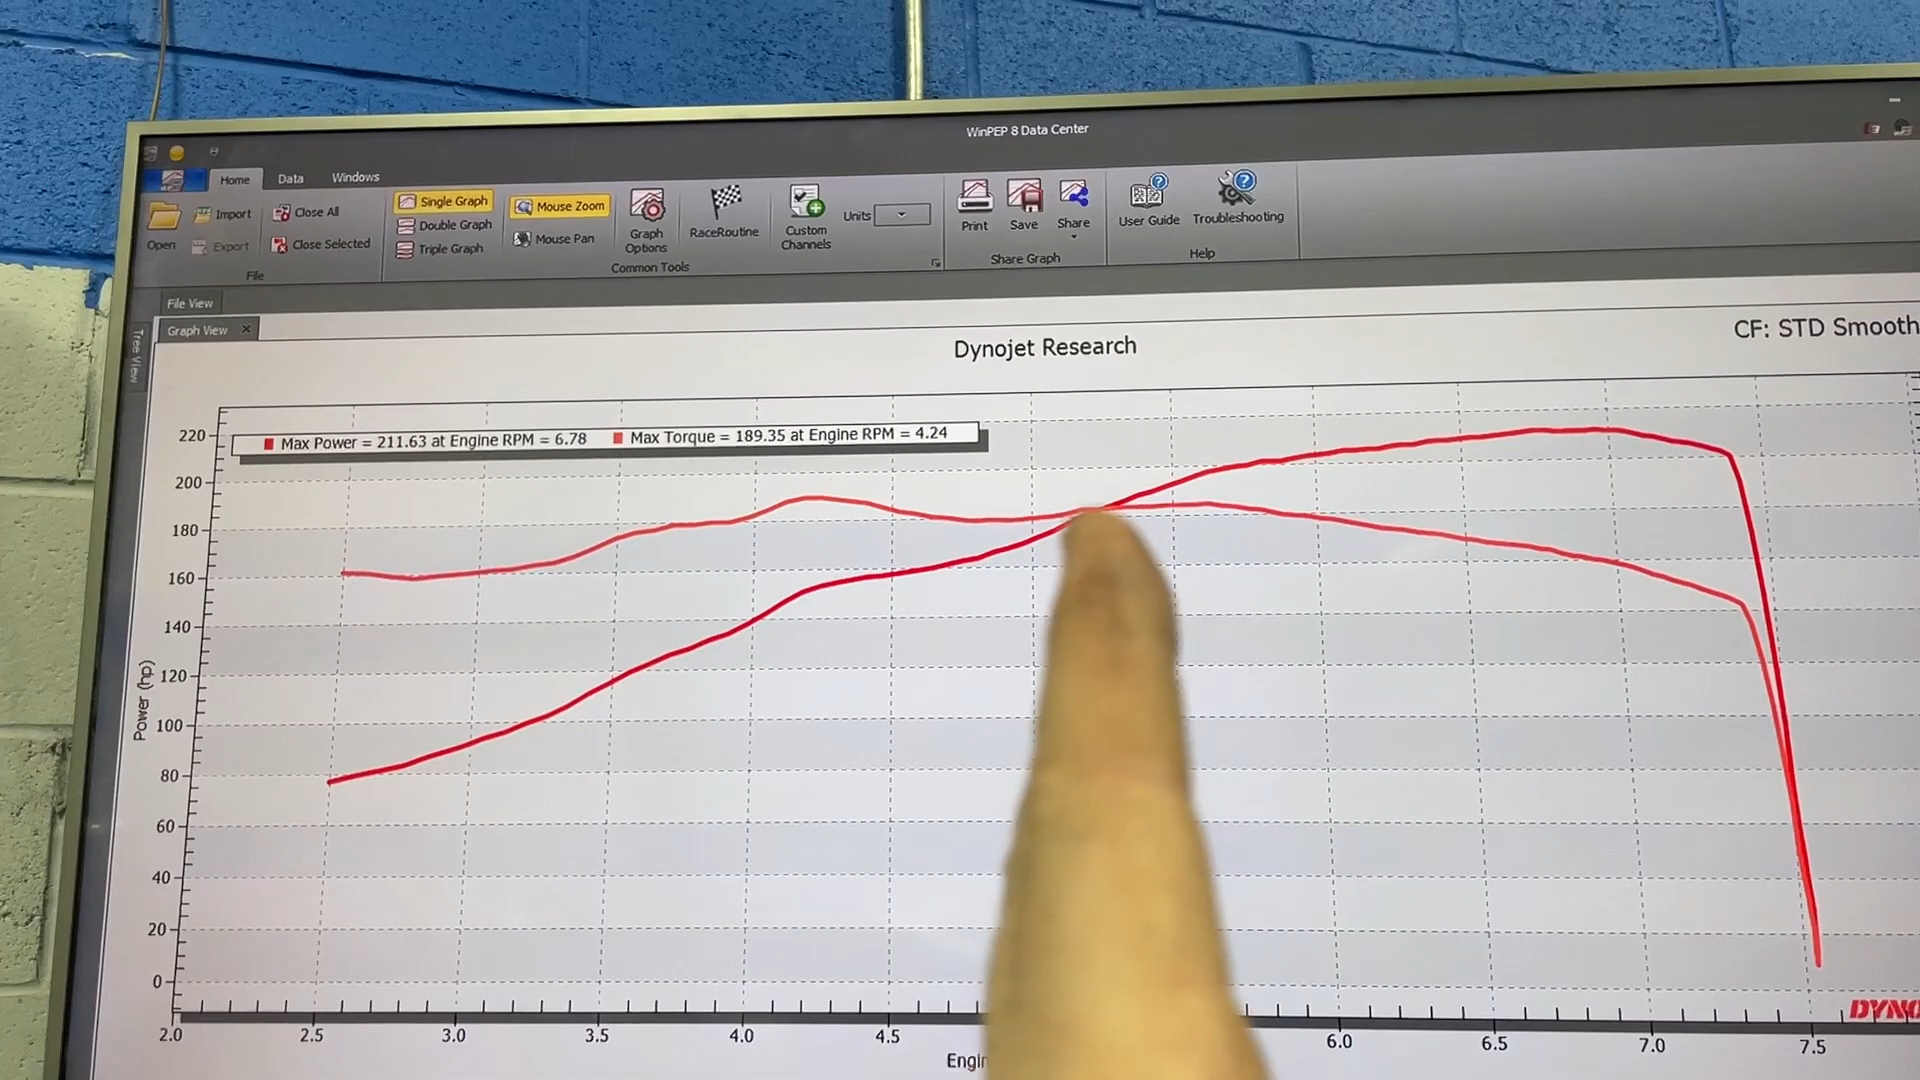 WinPEP 8 Data Center
Home Data Windows
Open
Import
Export
Close All
Close Selected
File
Single Graph
Double Graph
Triple Graph
Mouse Zoom
Mouse Pan
Graph Options
RaceRoutine
Custom Channels
Units
Common Tools
Print
Save
Share
Share Graph
User Guide
Troubleshooting
Help
File View
Tree View
Graph View
Dynojet Research
CF: STD Smooth
Max Power = 211.63 at Engine RPM = 6.78 Max Torque = 189.35 at Engine RPM = 4.24
Power (hp)
220
200
180
160
140
120
100
80
60
40
20
0
2.0 2.5 3.0 3.5 4.0 4.5 6.0 6.5 7.0 7.5